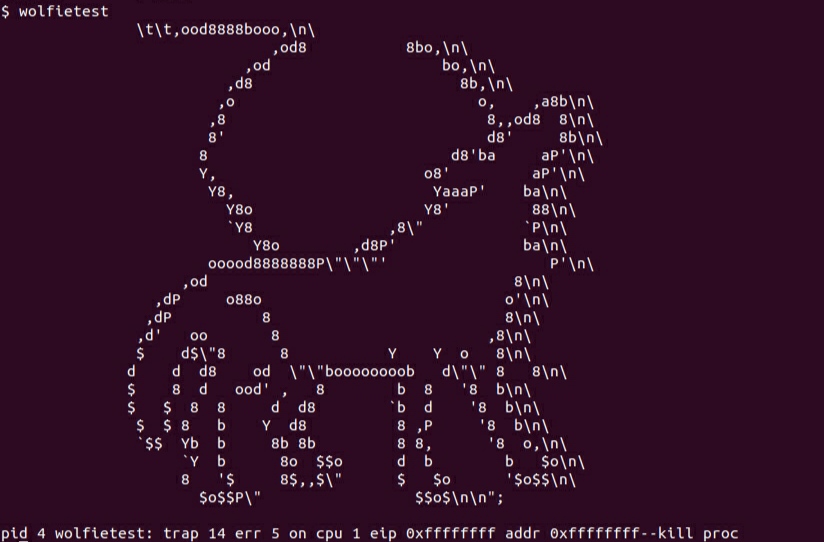 $ wolfietest
               \t\t,ood8888booo,\n\
                              ,od8           8bo,\n\
                           ,od                   bo,\n\
                         ,d8                       8b,\n\
                        ,o                           o,    ,a8b\n\
                       ,8                             8,,od8  8\n\
                       8'                             d8'     8b\n\
                      8                           d8'ba     aP'\n\
                      Y,                       o8'         aP'\n\
                       Y8,                      YaaaP'    ba\n\
                         Y8o                   Y8'         88\n\
                         `Y8               ,8\"           `P\n\
                            Y8o        ,d8P'              ba\n\
                       ooood8888888P\"\"\"'                  P'\n\
                    ,od                                  8\n\
                 ,dP     o88o                           o'\n\
                ,dP          8                          8\n\
               ,d'   oo       8                       ,8\n\
               $    d$\"8      8           Y    Y  o   8\n\
              d    d  d8    od  \"\"boooooooob   d\"\" 8   8\n\
              $    8  d   ood' ,   8        b  8   '8  b\n\
              $   $  8  8     d  d8        `b  d    '8  b\n\
               $  $ 8   b    Y  d8          8 ,P     '8  b\n\
               `$$  Yb  b     8b 8b         8 8,      '8  o,\n\
                    `Y  b      8o  $$o      d  b        b   $o\n\
                    8   '$     8$,,$\"      $   $o      '$o$$\n\
                      $o$$P\"                 $$o$\n\n";
pid 4 wolfietest: trap 14 err 5 on cpu 1 eip 0xffffffff addr 0xffffffff--kill proc